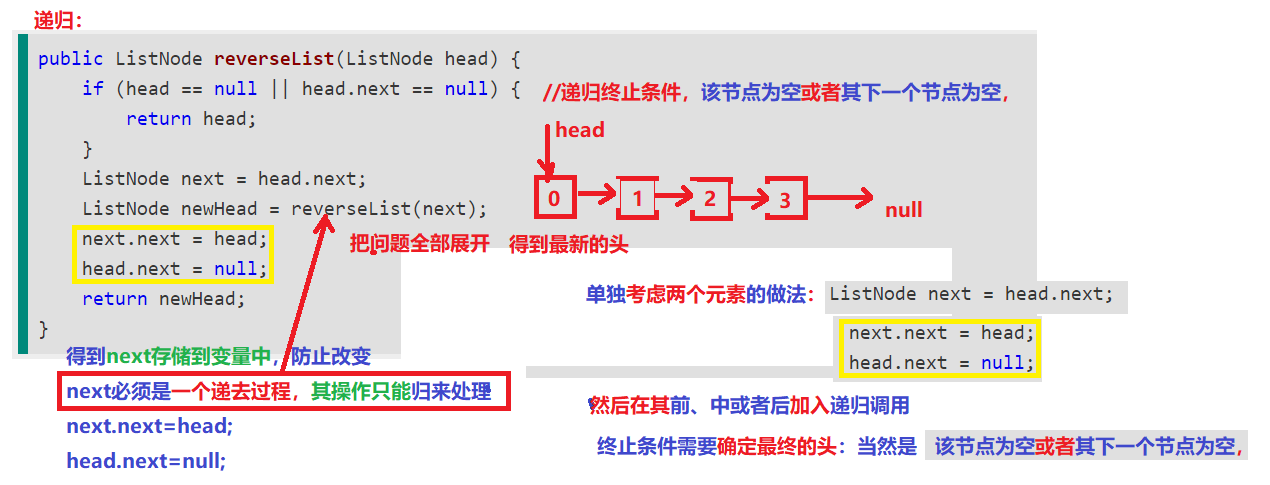 递归：
public ListNode reverseList(ListNode head) {
if (head == null || head.next == null) { //递归终止条件，该节点为空或者其下一个节点为空，
return head;
}
head
ListNode next = head.next;
0 1 2 3 null
ListNode newHead = reverseList(next);
next.next = head;
把问题全部展开 得到最新的头
head.next = null;
return newHead;
}
单独考虑两个元素的做法：ListNode next = head.next;
next.next = head;
head.next = null;
得到next存储到变量中，防止改变
next必须是一个递去过程，其操作只能归来处理
next.next=head;
head.next=null;
然后在其前、中或者后加入递归调用
终止条件需要确定最终的头：当然是 该节点为空或者其下一个节点为空，